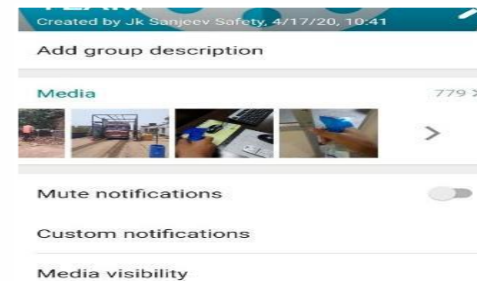 Created by Jk Sanjeev Safety, 4/17/20, 10:41
Add group description
Media 779
Mute notifications
Custom notifications
Media visibility